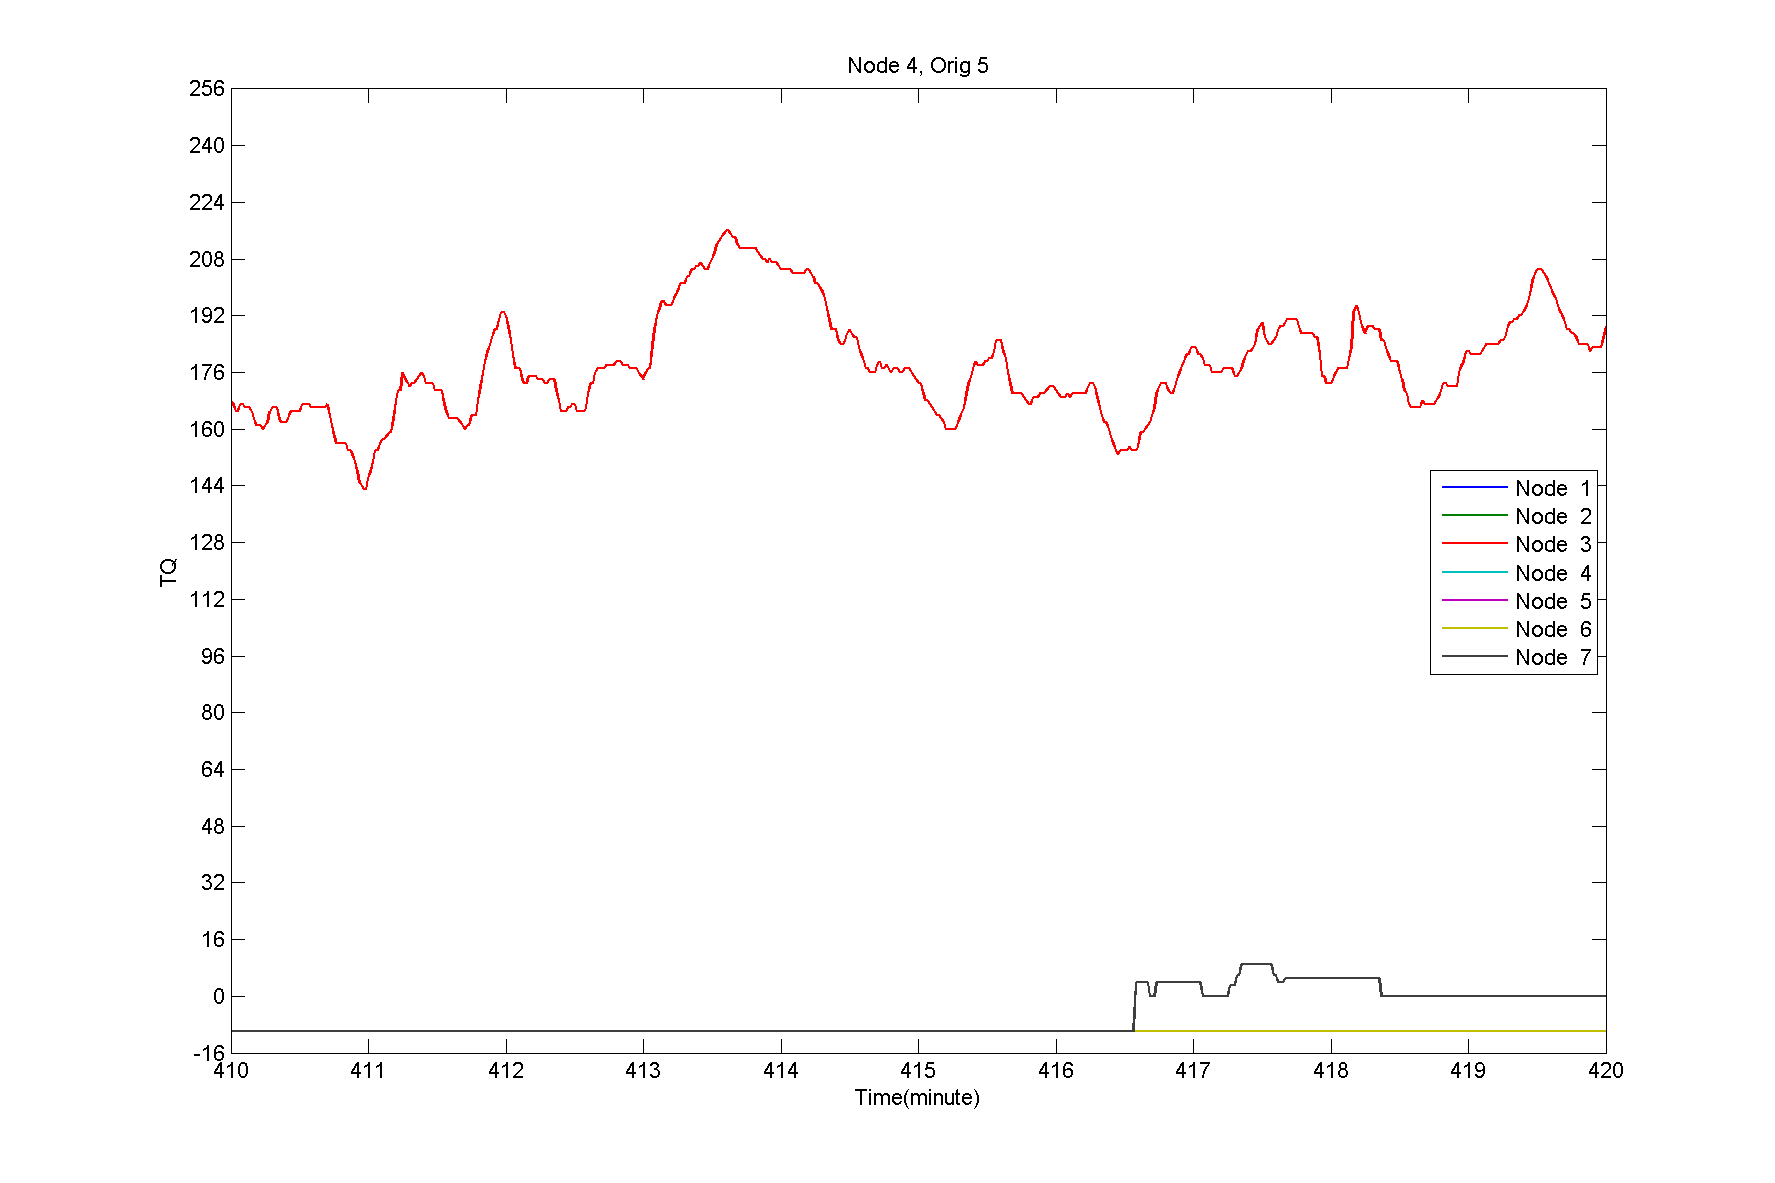 Node 4, Orig 5
256
240
224
208
192
176
160
144
128
112
96
80
64
48
32
16
0
-16
TQ
Node 1
Node 2
Node 3
Node 4
Node 5
Node 6
Node 7
410 411 412 413 414 415 416 417 418 419 420
Time(minute)